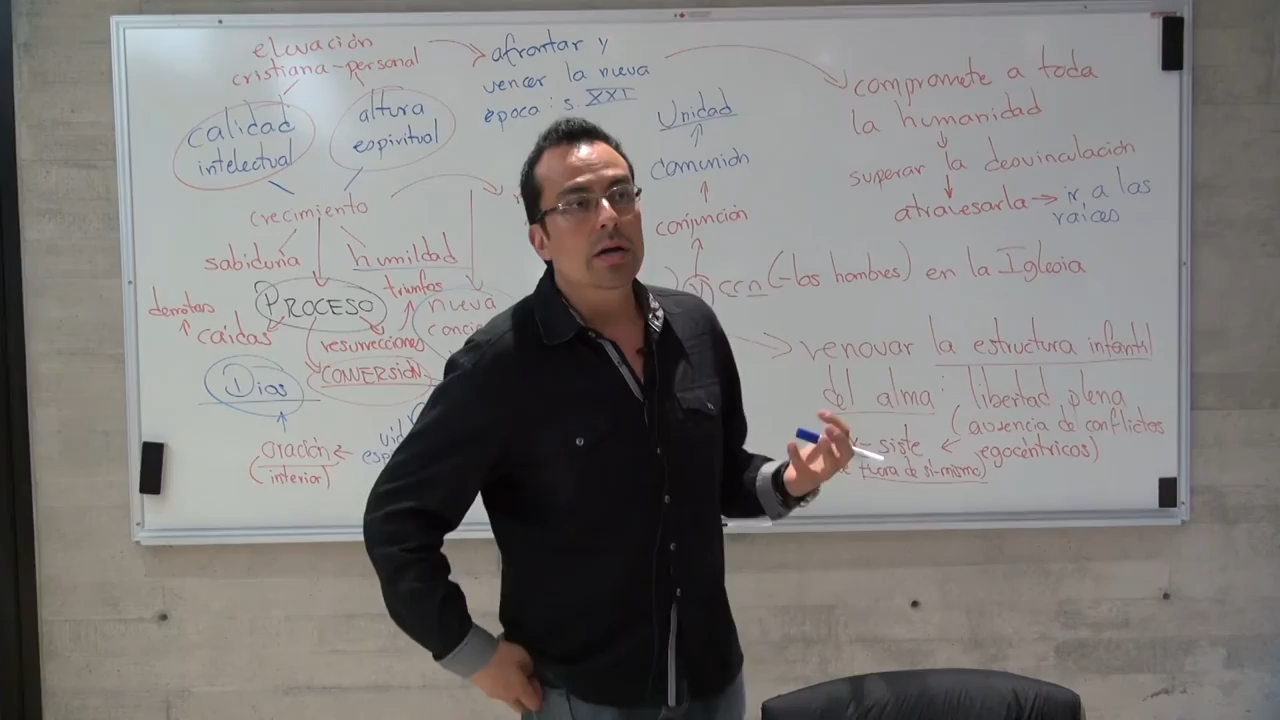 elevación
cristiana-personal
calidad
intelectual
altura
espiritual
afrontar y
vencer la nueva
época: s. XXI
Unidad
comunión
conjunción
compromete a toda
la humanidad
superar la desvinculación
atravesarla → ir a las
raíces
crecimiento
sabiduría
humildad
triunfos
derrotas
PROCESO
nueva
caídas
resurrecciones
CONVERSIÓN
Dios
oración
(interior)
con (-los hombres) en la Iglesia
renovar la estructura infantil
del alma: libertad plena
(ausencia de conflictos
egocéntricos)
siste
fuera de sí-mismo)